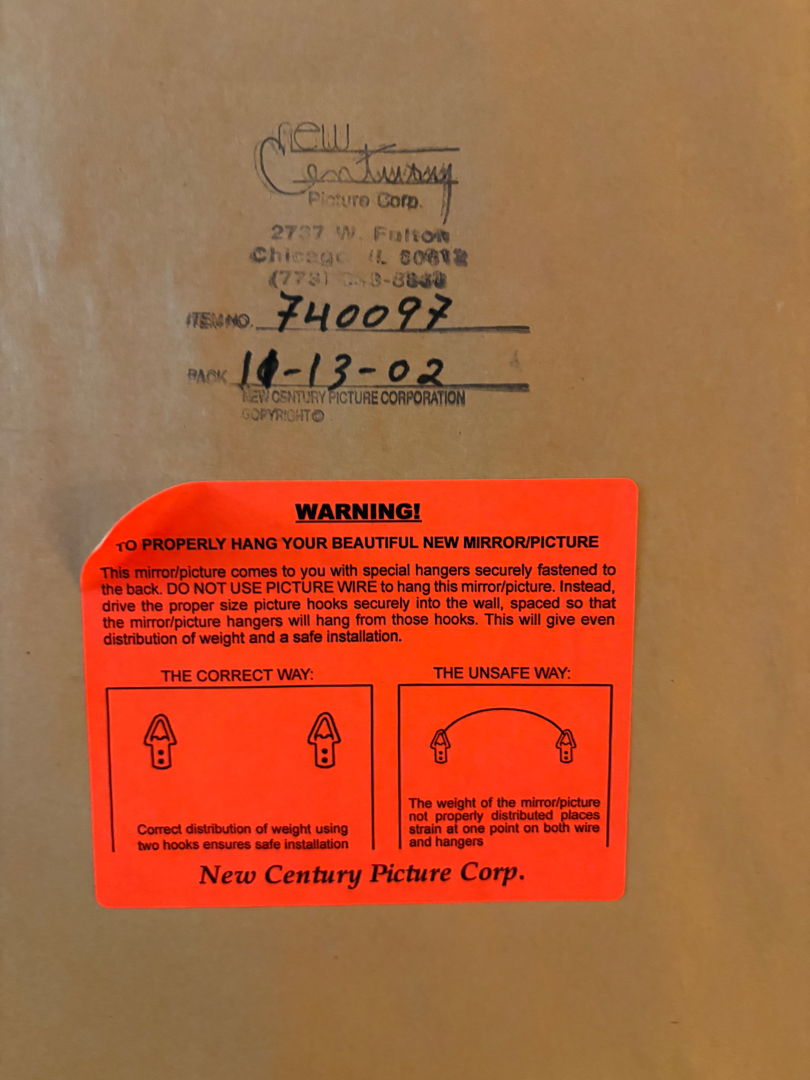 new
Century
Picture Corp.
2737 W. Fulton
Chicago IL 60612
(773)
ITEM NO. 740097
PACK 11-13-02
NEW CENTURY PICTURE CORPORATION
COPYRIGHT©
WARNING!
TO PROPERLY HANG YOUR BEAUTIFUL NEW MIRROR/PICTURE
This mirror/picture comes to you with special hangers securely fastened to
the back. DO NOT USE PICTURE WIRE to hang this mirror/picture. Instead,
drive the proper size picture hooks securely into the wall, spaced so that
the mirror/picture hangers will hang from those hooks. This will give even
distribution of weight and a safe installation.
THE CORRECT WAY:
Correct distribution of weight using
two hooks ensures safe installation
THE UNSAFE WAY:
The weight of the mirror/picture
not properly distributed places
strain at one point on both wire
and hangers
New Century Picture Corp.